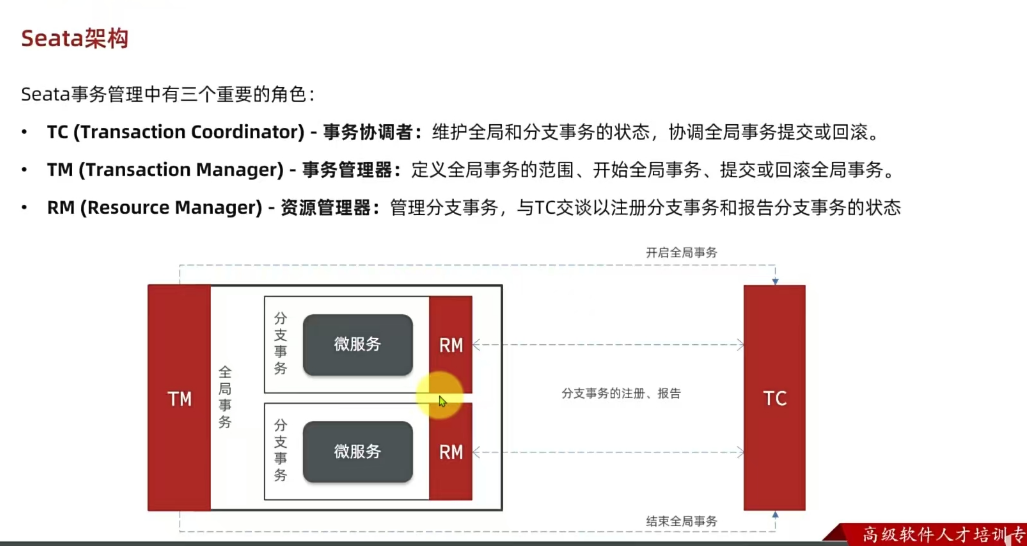 Seata架构
Seata事务管理中有三个重要的角色：
• TC (Transaction Coordinator) - 事务协调者：维护全局和分支事务的状态，协调全局事务提交或回滚。
• TM (Transaction Manager) - 事务管理器：定义全局事务的范围、开始全局事务、提交或回滚全局事务。
• RM (Resource Manager) - 资源管理器：管理分支事务，与TC交谈以注册分支事务和报告分支事务的状态
开启全局事务
分支事务
微服务
RM
TM
全局事务
分支事务的注册、报告
TC
分支事务
微服务
RM
结束全局事务
高级软件人才培训专